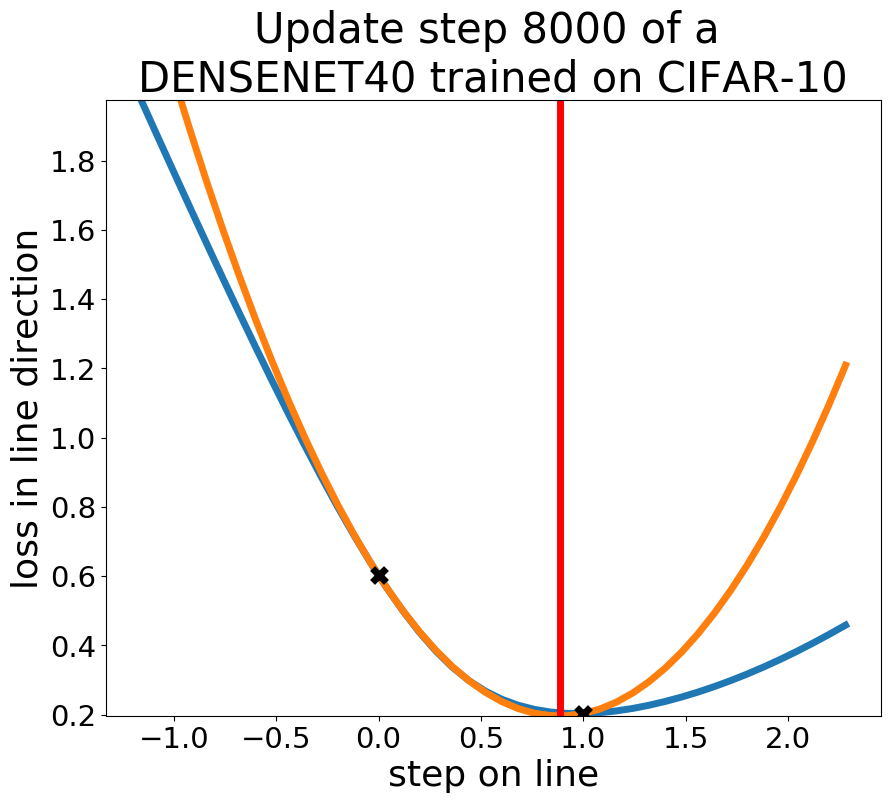 Update step 8000 of a
DENSENET40 trained on CIFAR-10
loss in line direction
1.8
1.6
1.4
1.2
1.0
0.8
0.6
0.4
0.2
−1.0 −0.5 0.0 0.5 1.0 1.5 2.0
step on line